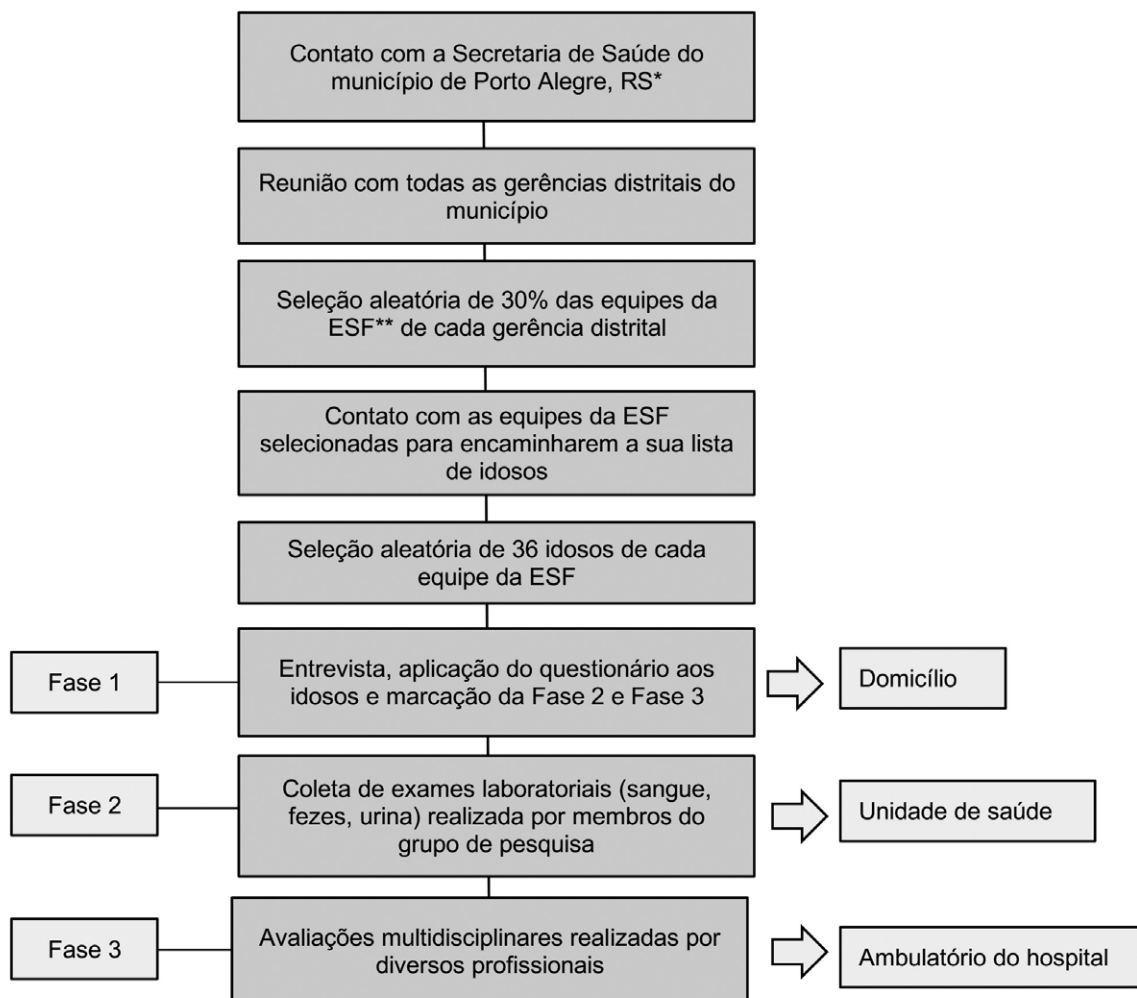 Contato com a Secretaria de Saúde do
município de Porto Alegre, RS*
Reunião com todas as gerências distritais do
município
Seleção aleatória de 30% das equipes da
ESF** de cada gerência distrital
Contato com as equipes da ESF
selecionadas para encaminharem a sua lista
de idosos
Seleção aleatória de 36 idosos de cada
equipe da ESF
Fase 1
Entrevista, aplicação do questionário aos
idosos e marcação da Fase 2 e Fase 3
Domicílio
Fase 2
Coleta de exames laboratoriais (sangue,
fezes, urina) realizada por membros do
grupo de pesquisa
Unidade de saúde
Fase 3
Avaliações multidisciplinares realizadas por
diversos profissionais
Ambulatório do hospital